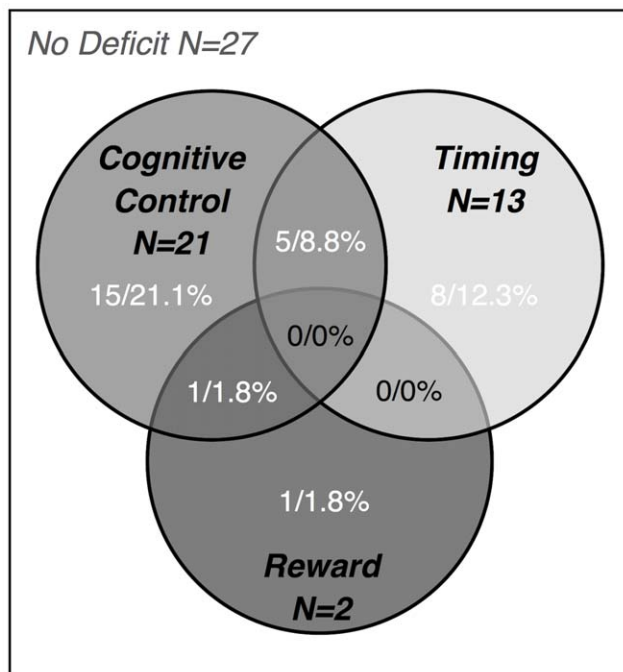 No Deficit N=27
Cognitive
Control
N=21
Timing
N=13
5/8.8%
15/21.1%
8/12.3%
0/0%
1/1.8%
0/0%
1/1.8%
Reward
N=2